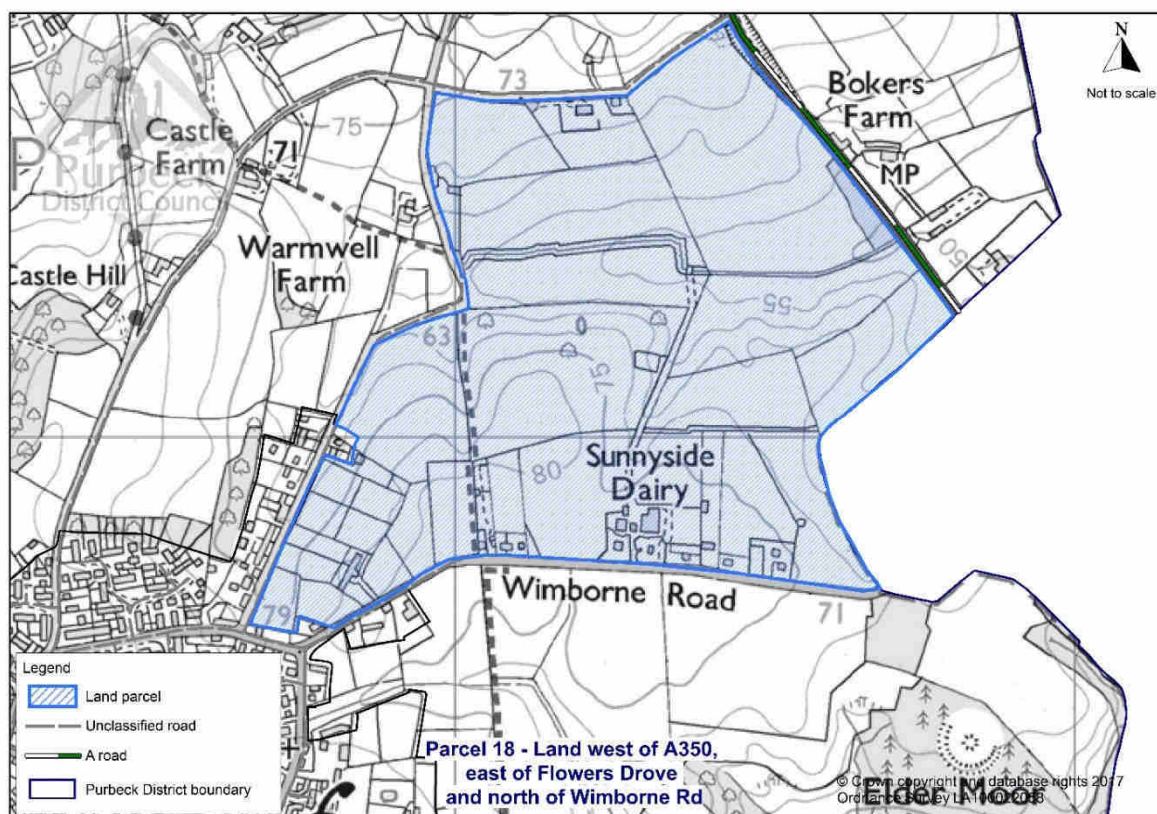 N
Not to scale
73
Bokers
Farm
MP
75
Castle
Farm
71
Purbeck
District Council
50
Warmwell
Farm
Castle Hill
55
63
0
75
Sunnyside
Dairy
80
Wimborne Road
79
71
Legend
Land parcel
Unclassified road
A road
Purbeck District boundary
Parcel 18 - Land west of A350,
east of Flowers Drove
and north of Wimborne Rd
© Crown copyright and database rights 2017
Ordnance Survey